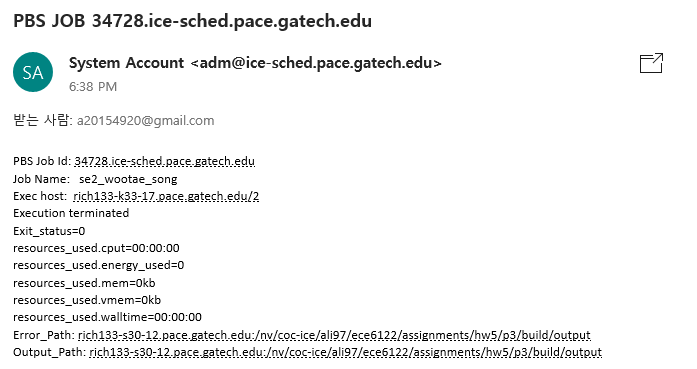 PBS JOB 34728.ice-sched.pace.gatech.edu
SA
System Account <adm@ice-sched.pace.gatech.edu>
6:38 PM
받는 사람: a20154920@gmail.com
PBS Job Id: 34728.ice-sched.pace.gatech.edu
Job Name: se2_wootae_song
Exec host: rich133-k33-17.pace.gatech.edu/2
Execution terminated
Exit_status=0
resources_used.cput=00:00:00
resources_used.energy_used=0
resources_used.mem=0kb
resources_used.vmem=0kb
resources_used.walltime=00:00:00
Error_Path: rich133-s30-12.pace.gatech.edu:/nv/coc-ice/ali97/ece6122/assignments/hw5/p3/build/output
Output_Path: rich133-s30-12.pace.gatech.edu:/nv/coc-ice/ali97/ece6122/assignments/hw5/p3/build/output